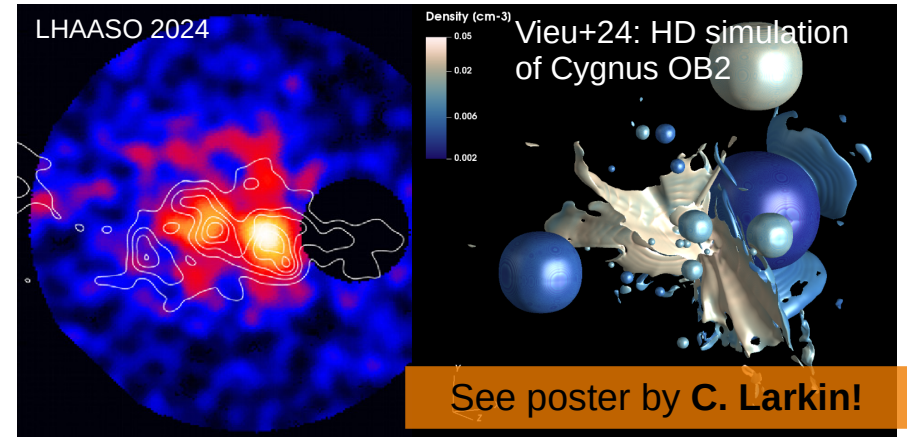 LHAASO 2024
Density (cm-3)
0.05
0.02
0.006
0.002
Vieu+24: HD simulation
of Cygnus OB2
Y
Z
See poster by C. Larkin!